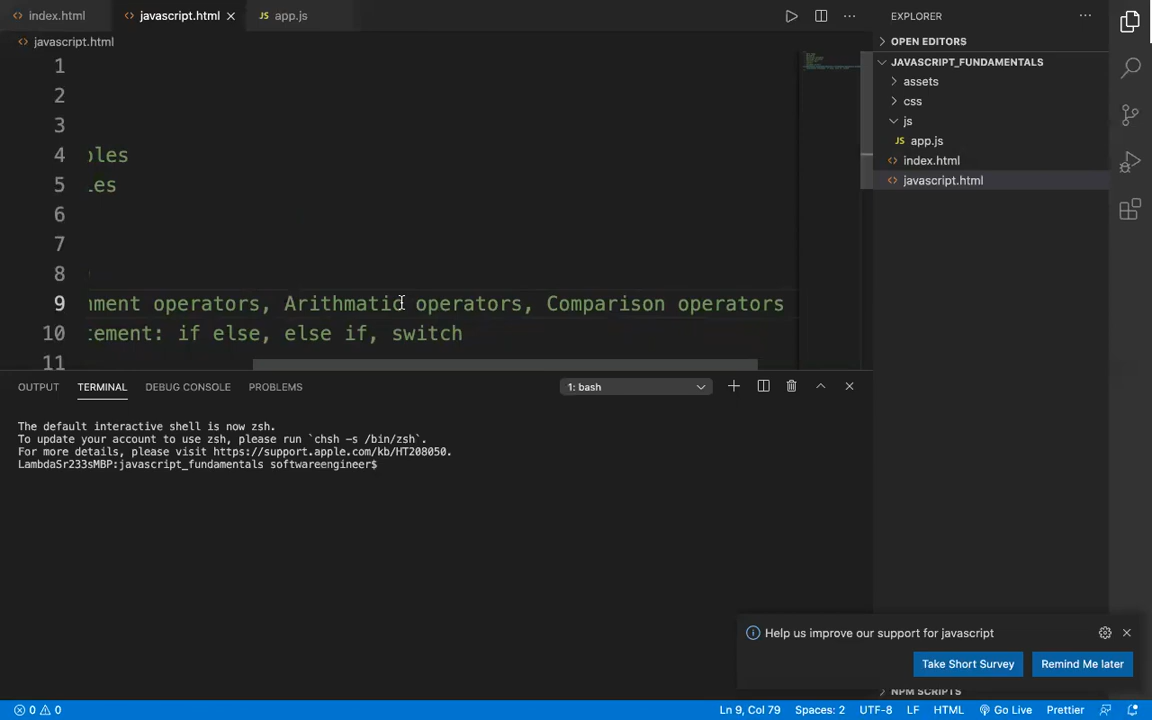 index.html
javascript.html
app.js
EXPLORER
javascript.html
OPEN EDITORS
JAVASCRIPT_FUNDAMENTALS
assets
css
js
JS app.js
index.html
javascript.html
1
2
3
4 bles
5 les
6
7
8
9 nment operators, Arithmatic operators, Comparison operators
10 tement: if else, else if, switch
11
OUTPUT TERMINAL DEBUG CONSOLE PROBLEMS
1: bash
The default interactive shell is now zsh.
To update your account to use zsh, please run `chsh -s /bin/zsh`.
For more details, please visit https://support.apple.com/kb/HT208050.
LambdaSr233sMBP:javascript_fundamentals softwareengineer$
Help us improve our support for javascript
Take Short Survey Remind Me later
NPM SCRIPTS
0 0
Ln 9, Col 79 Spaces: 2 UTF-8 LF HTML Go Live Prettier